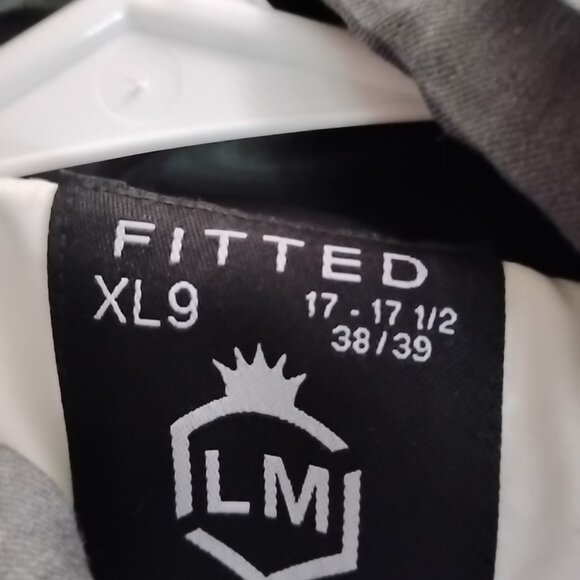 FITTED
XL9
17 - 17 1/2
38/39
LM